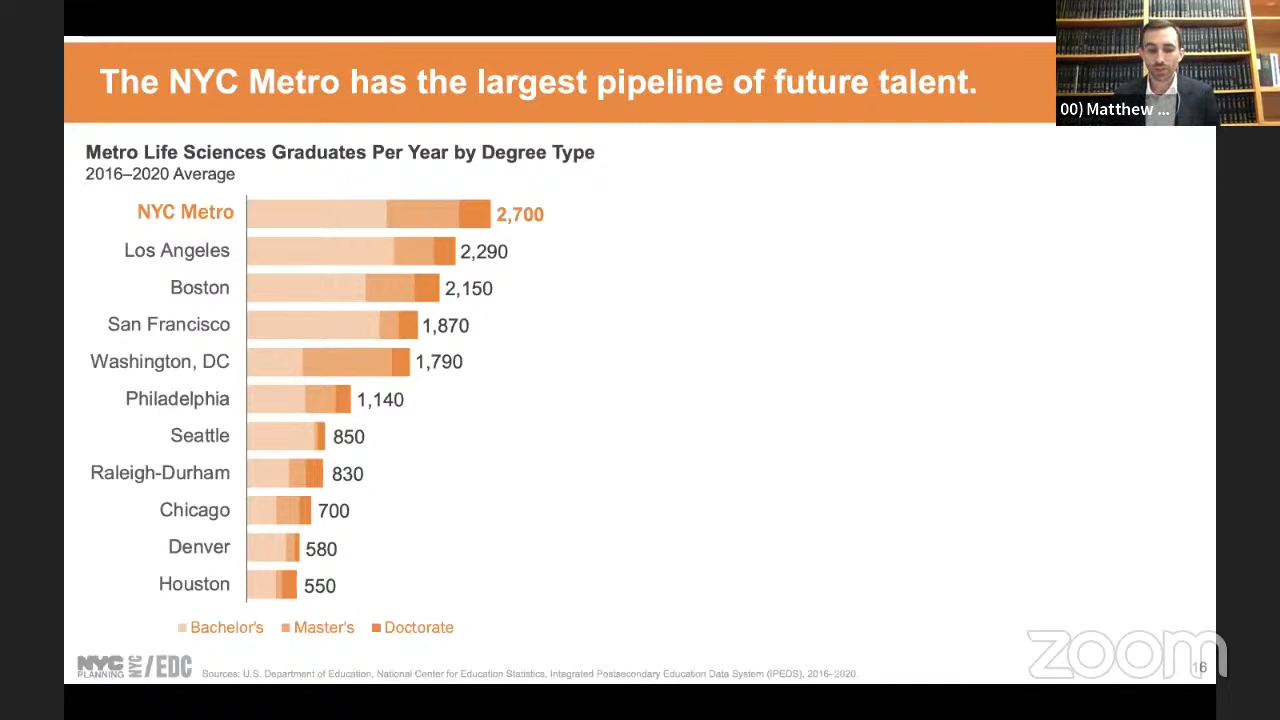 The NYC Metro has the largest pipeline of future talent.
00) Matthew ...
Metro Life Sciences Graduates Per Year by Degree Type
2016–2020 Average
NYC Metro 2,700
Los Angeles 2,290
Boston 2,150
San Francisco 1,870
Washington, DC 1,790
Philadelphia 1,140
Seattle 850
Raleigh-Durham 830
Chicago 700
Denver 580
Houston 550
Bachelor's Master's Doctorate
NYC PLANNING NYC/EDC
Sources: U.S. Department of Education, National Center for Education Statistics, Integrated Postsecondary Education Data System (IPEDS), 2016–2020.
zoom
16